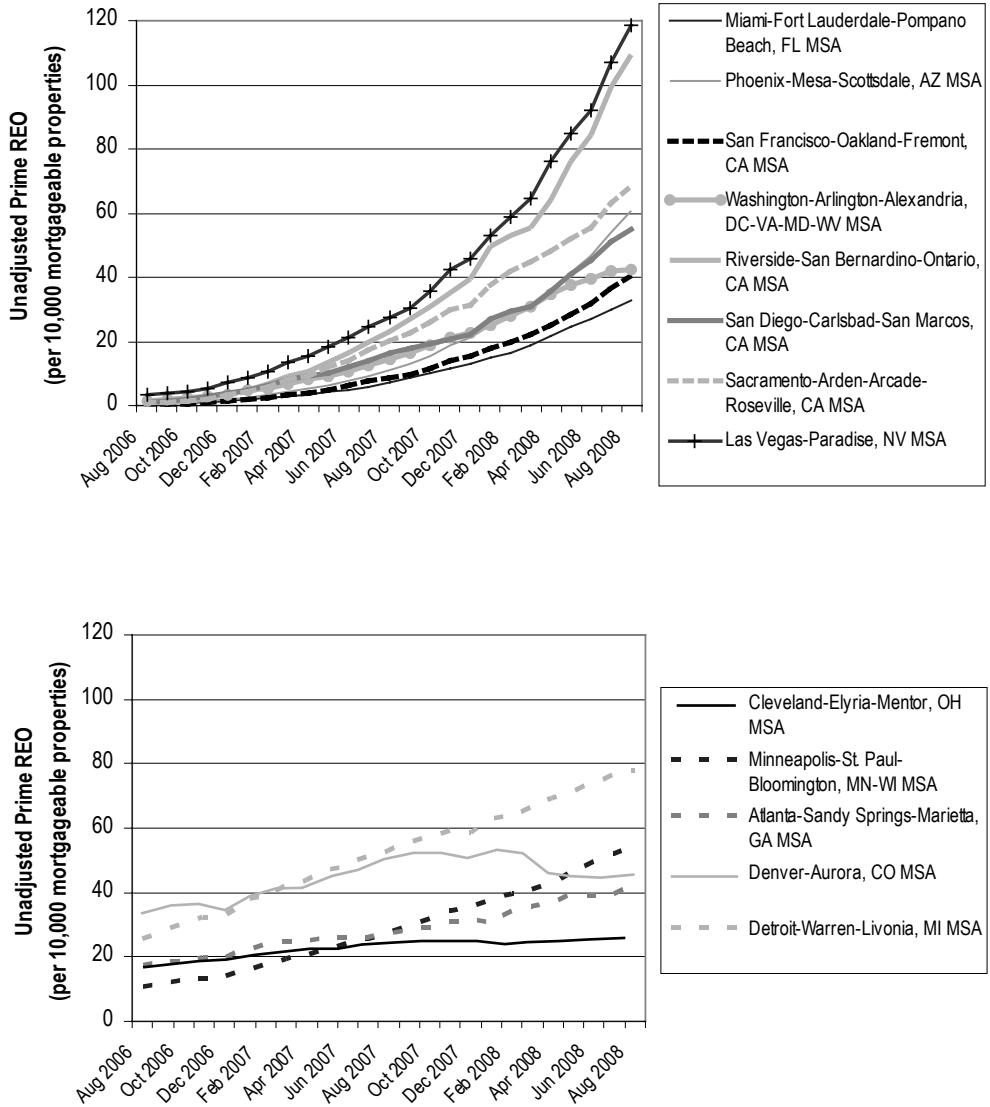 Unadjusted Prime REO
(per 10,000 mortgageable properties)
120
100
80
60
40
20
0
Aug 2006
Oct 2006
Dec 2006
Feb 2007
Apr 2007
Jun 2007
Aug 2007
Oct 2007
Dec 2007
Feb 2008
Apr 2008
Jun 2008
Aug 2008
Miami-Fort Lauderdale-Pompano
Beach, FL MSA
Phoenix-Mesa-Scottsdale, AZ MSA
San Francisco-Oakland-Fremont,
CA MSA
Washington-Arlington-Alexandria,
DC-VA-MD-WV MSA
Riverside-San Bernardino-Ontario,
CA MSA
San Diego-Carlsbad-San Marcos,
CA MSA
Sacramento-Arden-Arcade-
Roseville, CA MSA
Las Vegas-Paradise, NV MSA
Unadjusted Prime REO
(per 10,000 mortgageable properties)
120
100
80
60
40
20
0
Aug 2006
Oct 2006
Dec 2006
Feb 2007
Apr 2007
Jun 2007
Aug 2007
Oct 2007
Dec 2007
Feb 2008
Apr 2008
Jun 2008
Aug 2008
Cleveland-Elyria-Mentor, OH
MSA
Minneapolis-St. Paul-
Bloomington, MN-WI MSA
Atlanta-Sandy Springs-Marietta,
GA MSA
Denver-Aurora, CO MSA
Detroit-Warren-Livonia, MI MSA